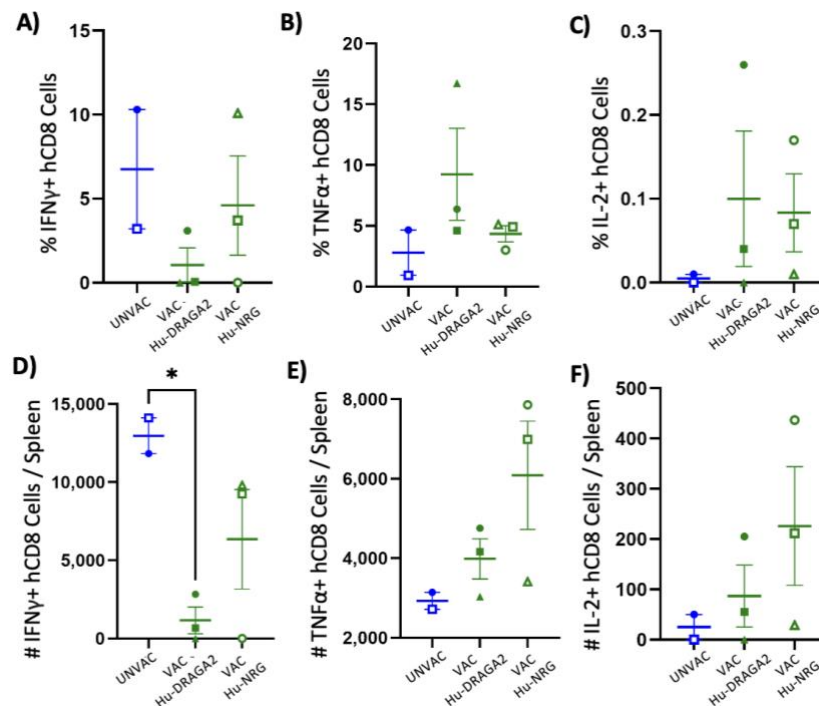 A)
% IFNγ+ hCD8 Cells
15
10
5
0
UNVAC
VAC
Hu-DRAGA2
VAC
Hu-NRG
B)
% TNFα+ hCD8 Cells
20
15
10
5
0
UNVAC
VAC
Hu-DRAGA2
VAC
Hu-NRG
C)
% IL-2+ hCD8 Cells
0.3
0.2
0.1
0.0
UNVAC
VAC
Hu-DRAGA2
VAC
Hu-NRG
D)
# IFNγ+ hCD8 Cells / Spleen
*
15,000
10,000
5,000
0
UNVAC
VAC
Hu-DRAGA2
VAC
Hu-NRG
E)
# TNFα+ hCD8 Cells / Spleen
8,000
6,000
4,000
2,000
UNVAC
VAC
Hu-DRAGA2
VAC
Hu-NRG
F)
# IL-2+ hCD8 Cells / Spleen
500
400
300
200
100
0
UNVAC
VAC
Hu-DRAGA2
VAC
Hu-NRG